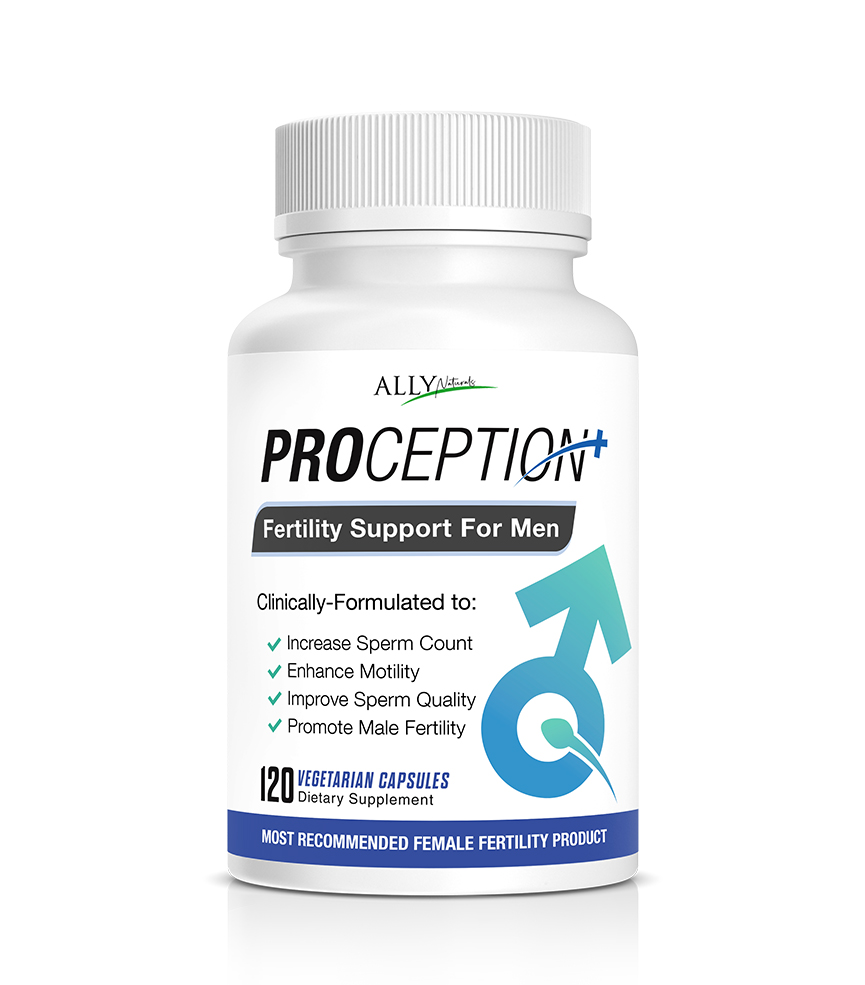 ALLY Naturals
PROCEPTION+
Fertility Support For Men
Clinically-Formulated to:
Increase Sperm Count
Enhance Motility
Improve Sperm Quality
Promote Male Fertility
120 VEGETARIAN CAPSULES
Dietary Supplement
MOST RECOMMENDED FEMALE FERTILITY PRODUCT